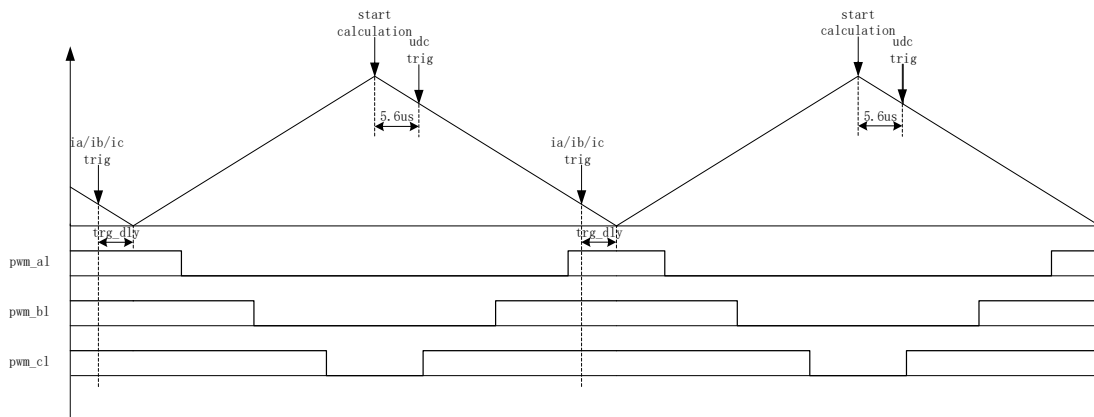 start
calculation
udc
trig
5.6us
ia/ib/ic
trig
trg_dly
start
calculation
udc
trig
5.6us
ia/ib/ic
trig
trg_dly
pwm_al
pwm_bl
pwm_cl